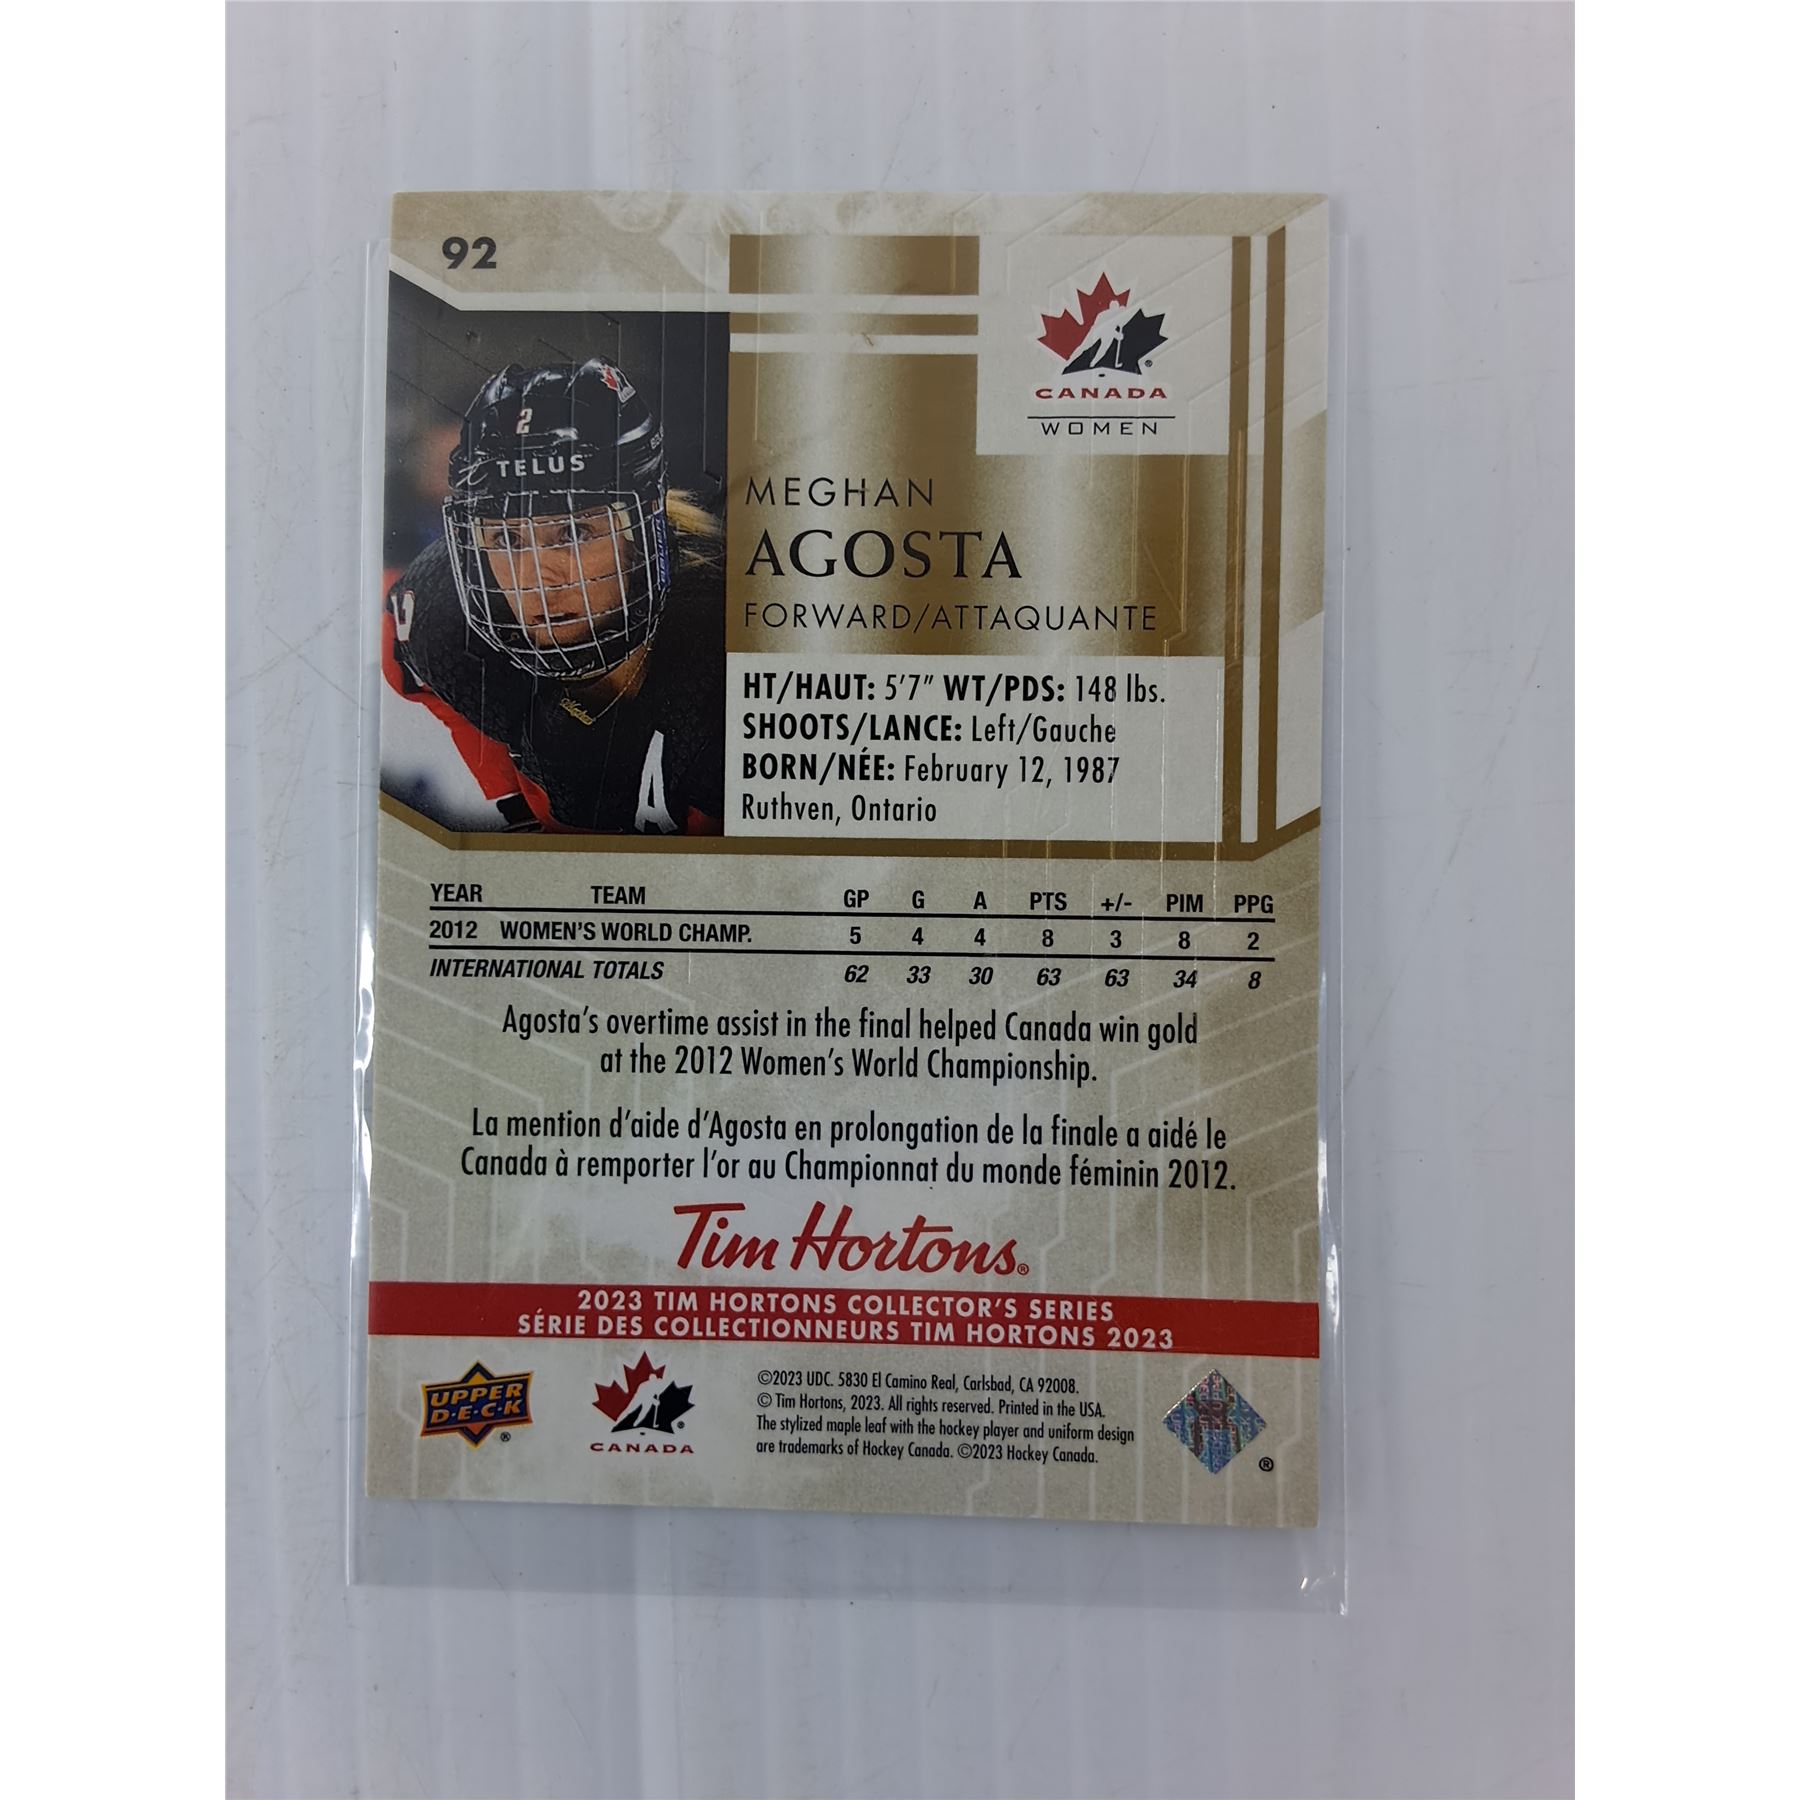 92
CANADA
WOMEN
2
TELUS
MEGHAN
AGOSTA
FORWARD/ATTAQUANTE
HT/HAUT: 5'7" WT/PDS: 148 lbs.
SHOOTS/LANCE: Left/Gauche
BORN/NÉE: February 12, 1987
Ruthven, Ontario
A
YEAR TEAM GP G A PTS +/- PIM PPG
2012 WOMEN'S WORLD CHAMP. 5 4 4 8 3 8 2
INTERNATIONAL TOTALS 62 33 30 63 63 34 8
Agosta's overtime assist in the final helped Canada win gold
at the 2012 Women's World Championship.
La mention d'aide d'Agosta en prolongation de la finale a aidé le
Canada à remporter l'or au Championnat du monde féminin 2012.
Tim Hortons®
2023 TIM HORTONS COLLECTOR'S SERIES
SÉRIE DES COLLECTIONNEURS TIM HORTONS 2023
UPPER
D·E·C·K
®
CANADA
©2023 UDC. 5830 El Camino Real, Carlsbad, CA 92008.
© Tim Hortons, 2023. All rights reserved. Printed in the USA.
The stylized maple leaf with the hockey player and uniform design
are trademarks of Hockey Canada. ©2023 Hockey Canada.
®